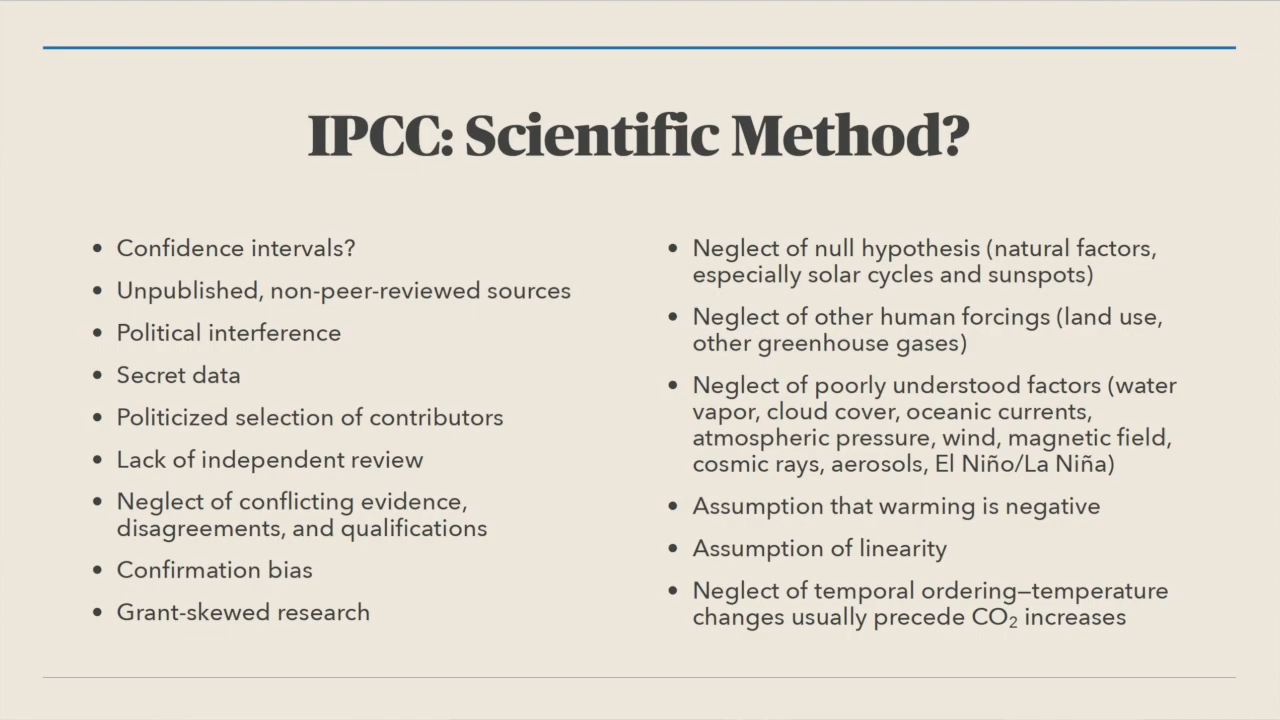 IPCC: Scientific Method?
• Confidence intervals?
• Unpublished, non-peer-reviewed sources
• Political interference
• Secret data
• Politicized selection of contributors
• Lack of independent review
• Neglect of conflicting evidence,
disagreements, and qualifications
• Confirmation bias
• Grant-skewed research
• Neglect of null hypothesis (natural factors,
especially solar cycles and sunspots)
• Neglect of other human forcings (land use,
other greenhouse gases)
• Neglect of poorly understood factors (water
vapor, cloud cover, oceanic currents,
atmospheric pressure, wind, magnetic field,
cosmic rays, aerosols, El Niño/La Niña)
• Assumption that warming is negative
• Assumption of linearity
• Neglect of temporal ordering—temperature
changes usually precede CO₂ increases